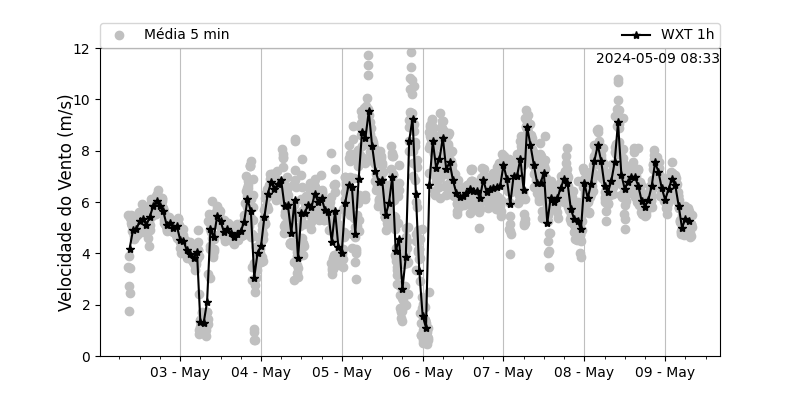 Média 5 min
WXT 1h
2024-05-09 08:33
Velocidade do Vento (m/s)
12
10
8
6
4
2
0
03 - May
04 - May
05 - May
06 - May
07 - May
08 - May
09 - May